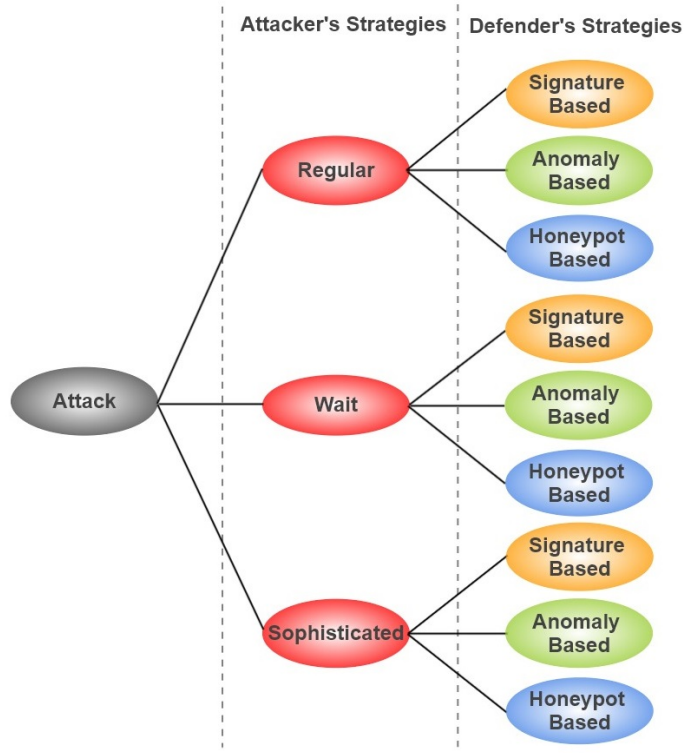 Attacker's Strategies
Defender's Strategies
Signature
Based
Regular
Anomaly
Based
Honeypot
Based
Signature
Based
Attack
Wait
Anomaly
Based
Honeypot
Based
Signature
Based
Sophisticated
Anomaly
Based
Honeypot
Based